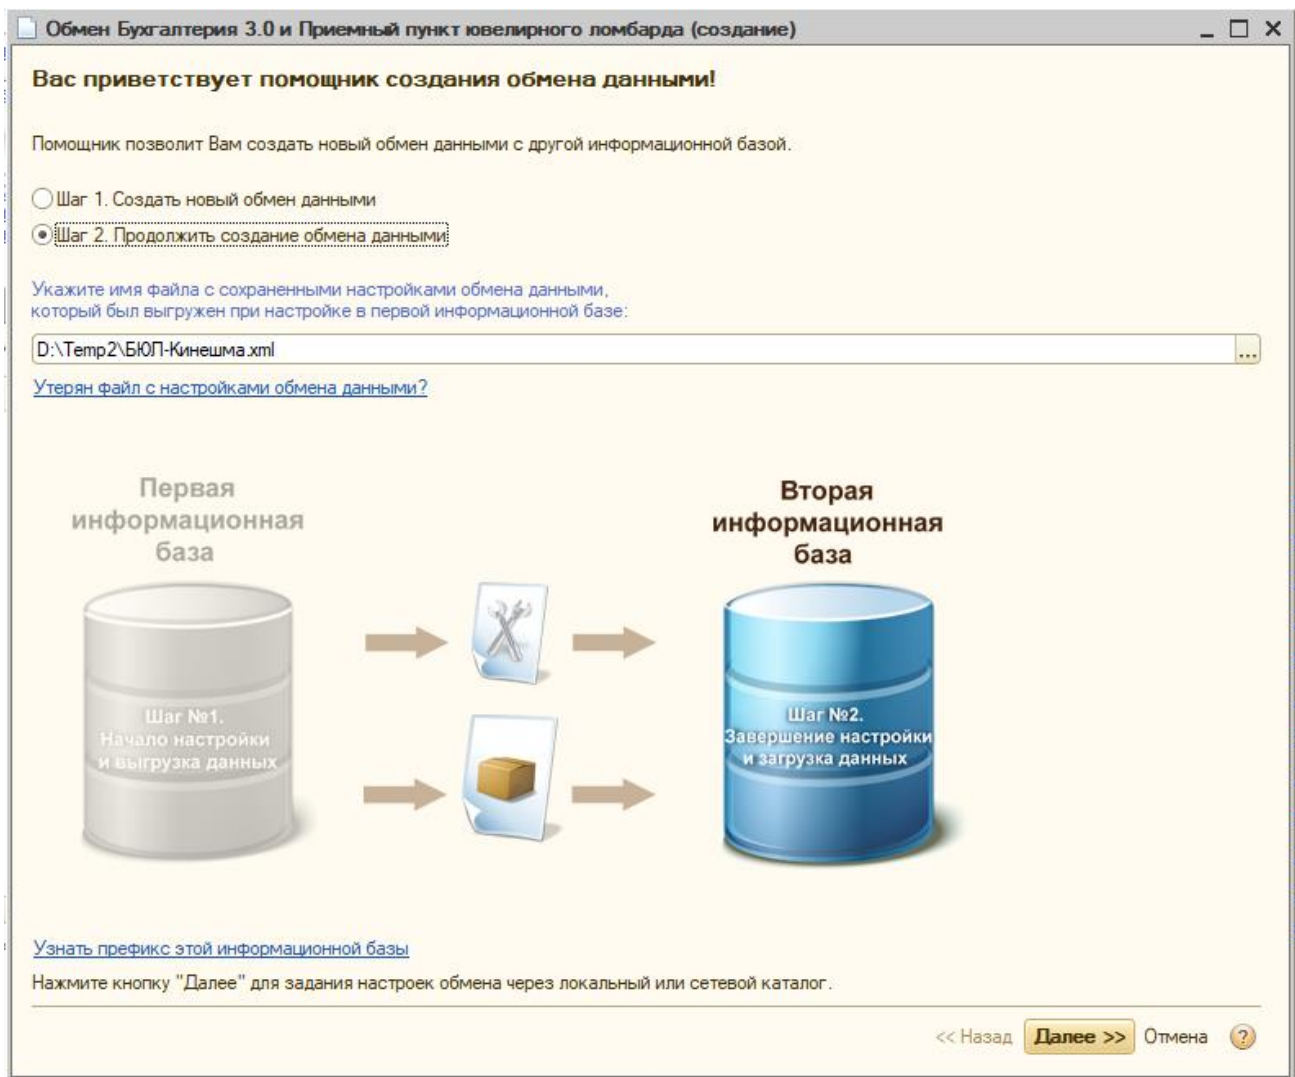 Обмен Бухгалтерия 3.0 и Приемный пункт ювелирного ломбарда (создание)
Вас приветствует помощник создания обмена данными!
Помощник позволит Вам создать новый обмен данными с другой информационной базой.
Шаг 1. Создать новый обмен данными
Шаг 2. Продолжить создание обмена данными
Укажите имя файла с сохраненными настройками обмена данными,
который был выгружен при настройке в первой информационной базе:
D:\Temp2\БЮЛ-Кинешма.xml
...
Утерян файл с настройками обмена данными?
Первая
информационная
база
Вторая
информационная
база
Шаг №1.
Начало настройки
и выгрузка данных
Шаг №2.
Завершение настройки
и загрузка данных
Узнать префикс этой информационной базы
Нажмите кнопку "Далее" для задания настроек обмена через локальный или сетевой каталог.
<< Назад Далее >> Отмена ?